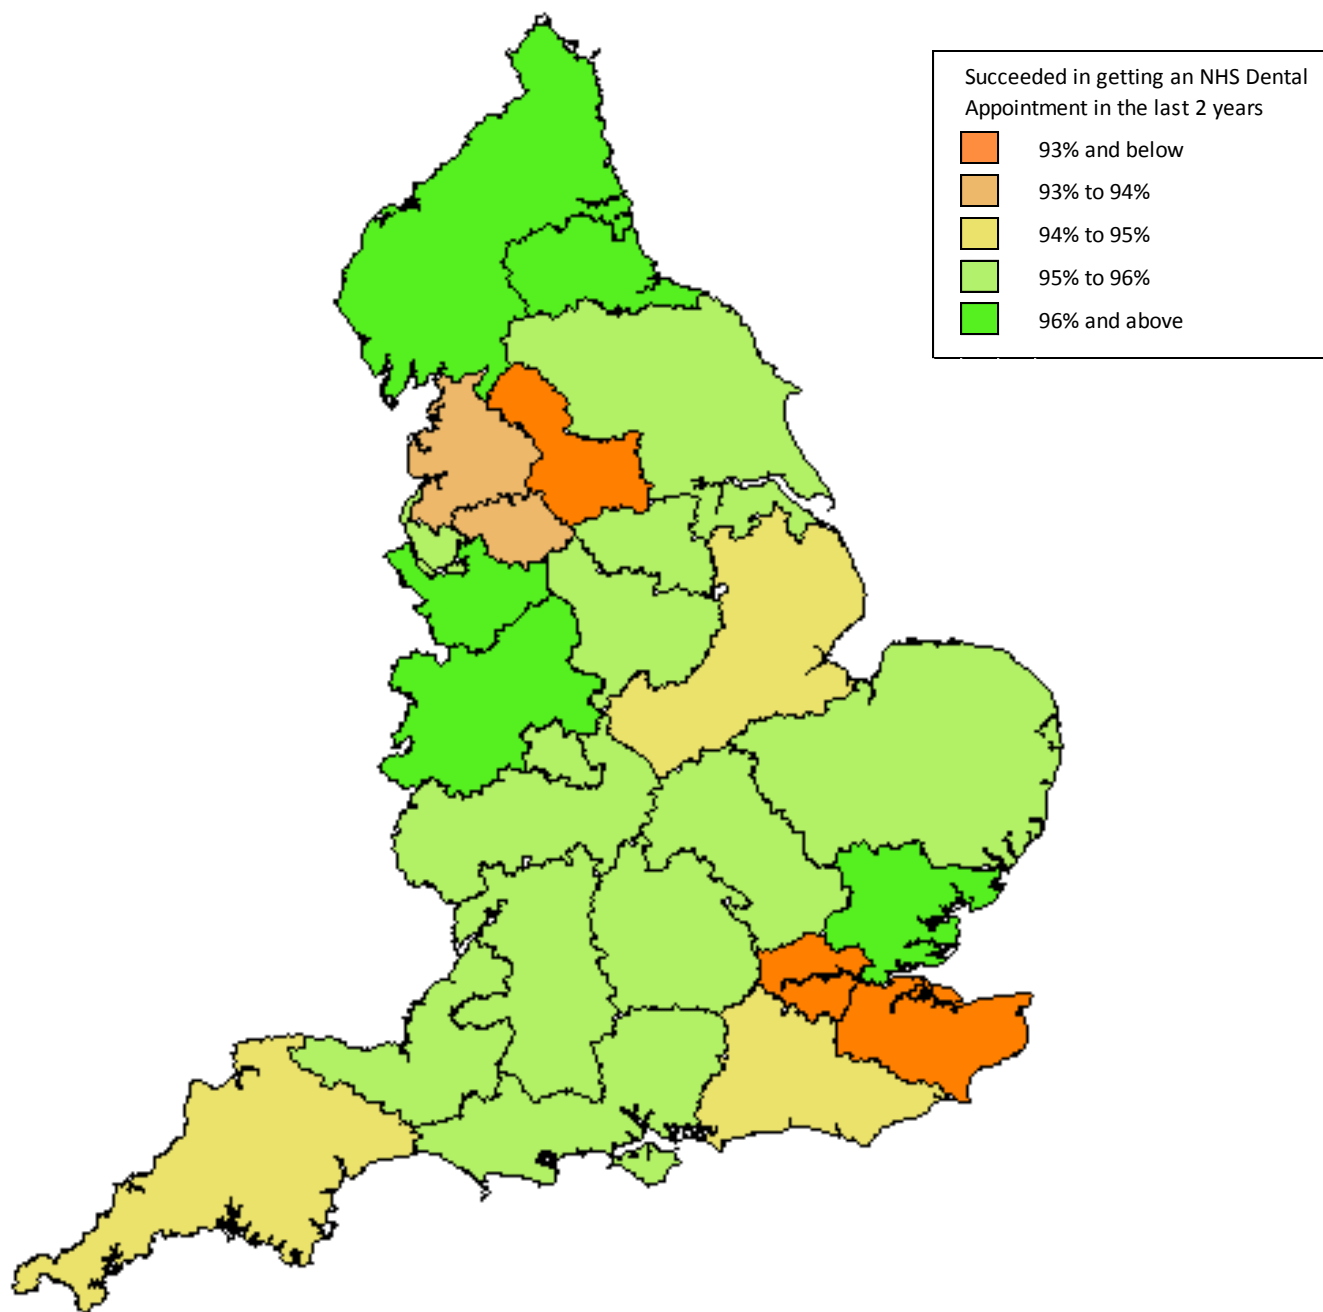 Succeeded in getting an NHS Dental
Appointment in the last 2 years
93% and below
93% to 94%
94% to 95%
95% to 96%
96% and above